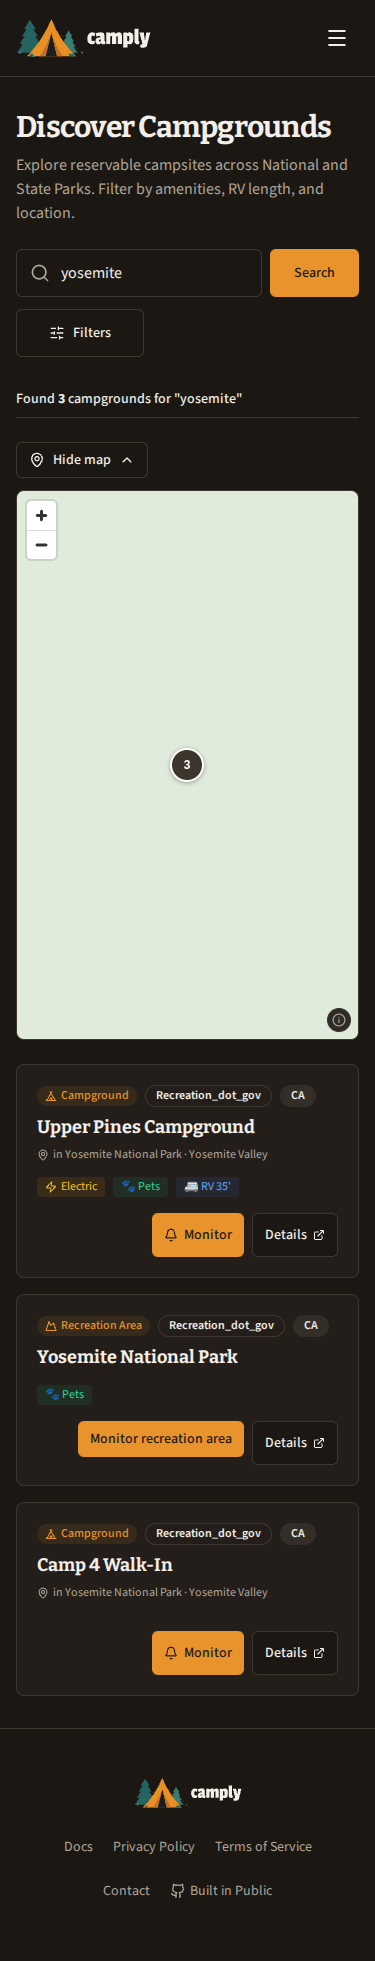 camply
Discover Campgrounds
Explore reservable campsites across National and
State Parks. Filter by amenities, RV length, and
location.
yosemite
Search
Filters
Found 3 campgrounds for "yosemite"
Hide map
3
Campground Recreation_dot_gov CA
Upper Pines Campground
in Yosemite National Park · Yosemite Valley
Electric Pets RV 35'
Monitor Details
Recreation Area Recreation_dot_gov CA
Yosemite National Park
Pets
Monitor recreation area Details
Campground Recreation_dot_gov CA
Camp 4 Walk-In
in Yosemite National Park · Yosemite Valley
Monitor Details
camply
Docs Privacy Policy Terms of Service
Contact Built in Public